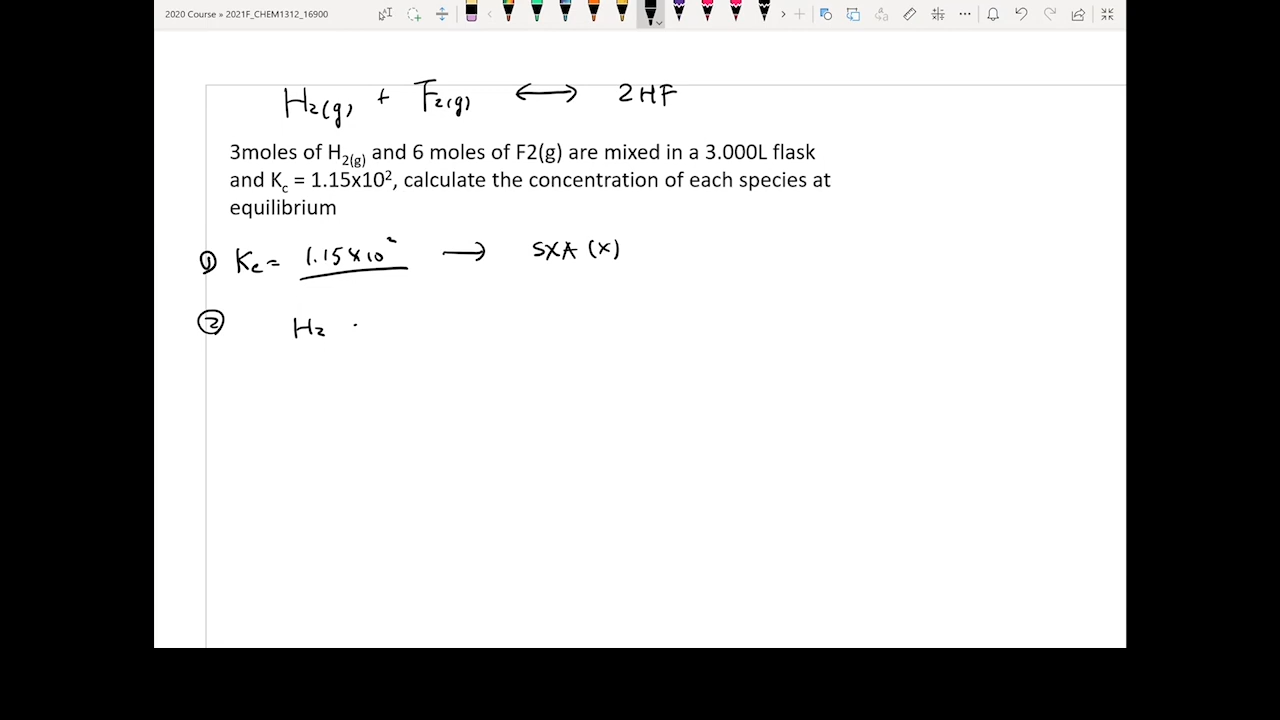 2020 Course » 2021F_CHEM1312_16900
H2(g) + F2(g) ⟷ 2HF
3moles of H2(g) and 6 moles of F2(g) are mixed in a 3.000L flask
and Kc = 1.15x10², calculate the concentration of each species at
equilibrium
① Kc = 1.15x10² → 5%A (x)
② H2